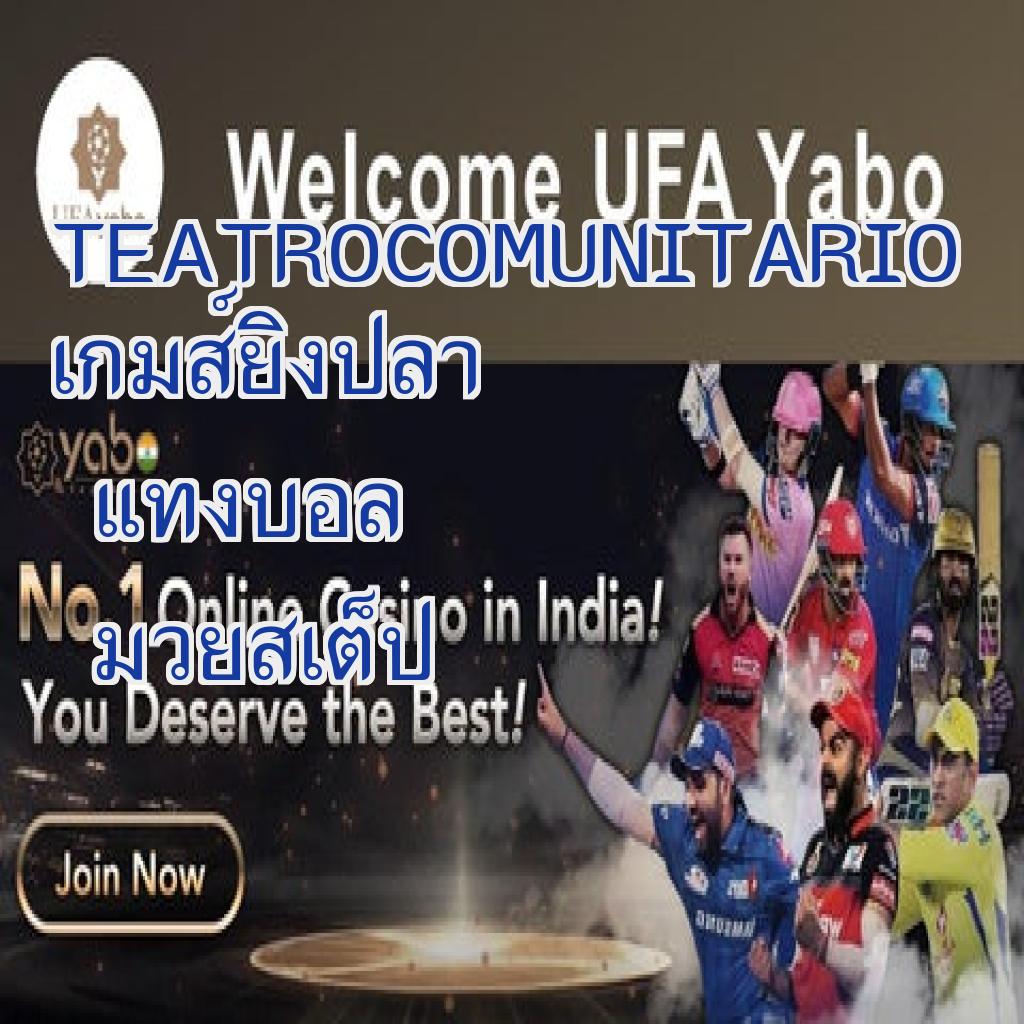 Welcome UFA Yabo
TEATROCOMUNITARIO
เกมส์ยิงปลา
yabo
แทงบอล
No.1 Online Casino in India!
มวยสเต็ป
You Deserve the Best!
22
Join Now